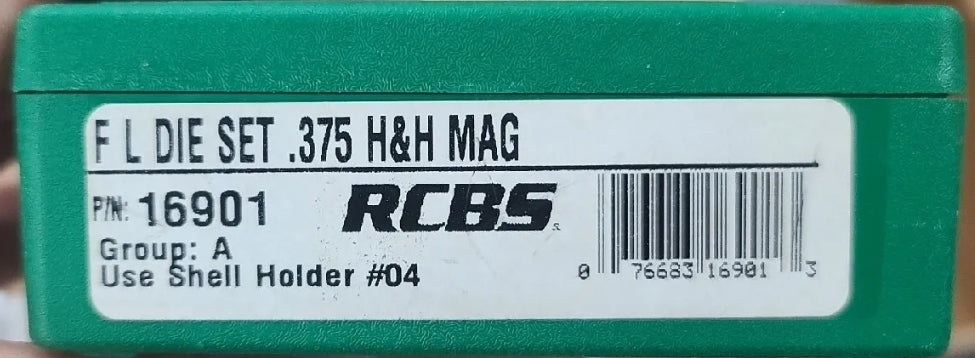 F L DIE SET .375 H&H MAG
P/N: 16901
RCBS
Group: A
Use Shell Holder #04
0 76683 16901 3